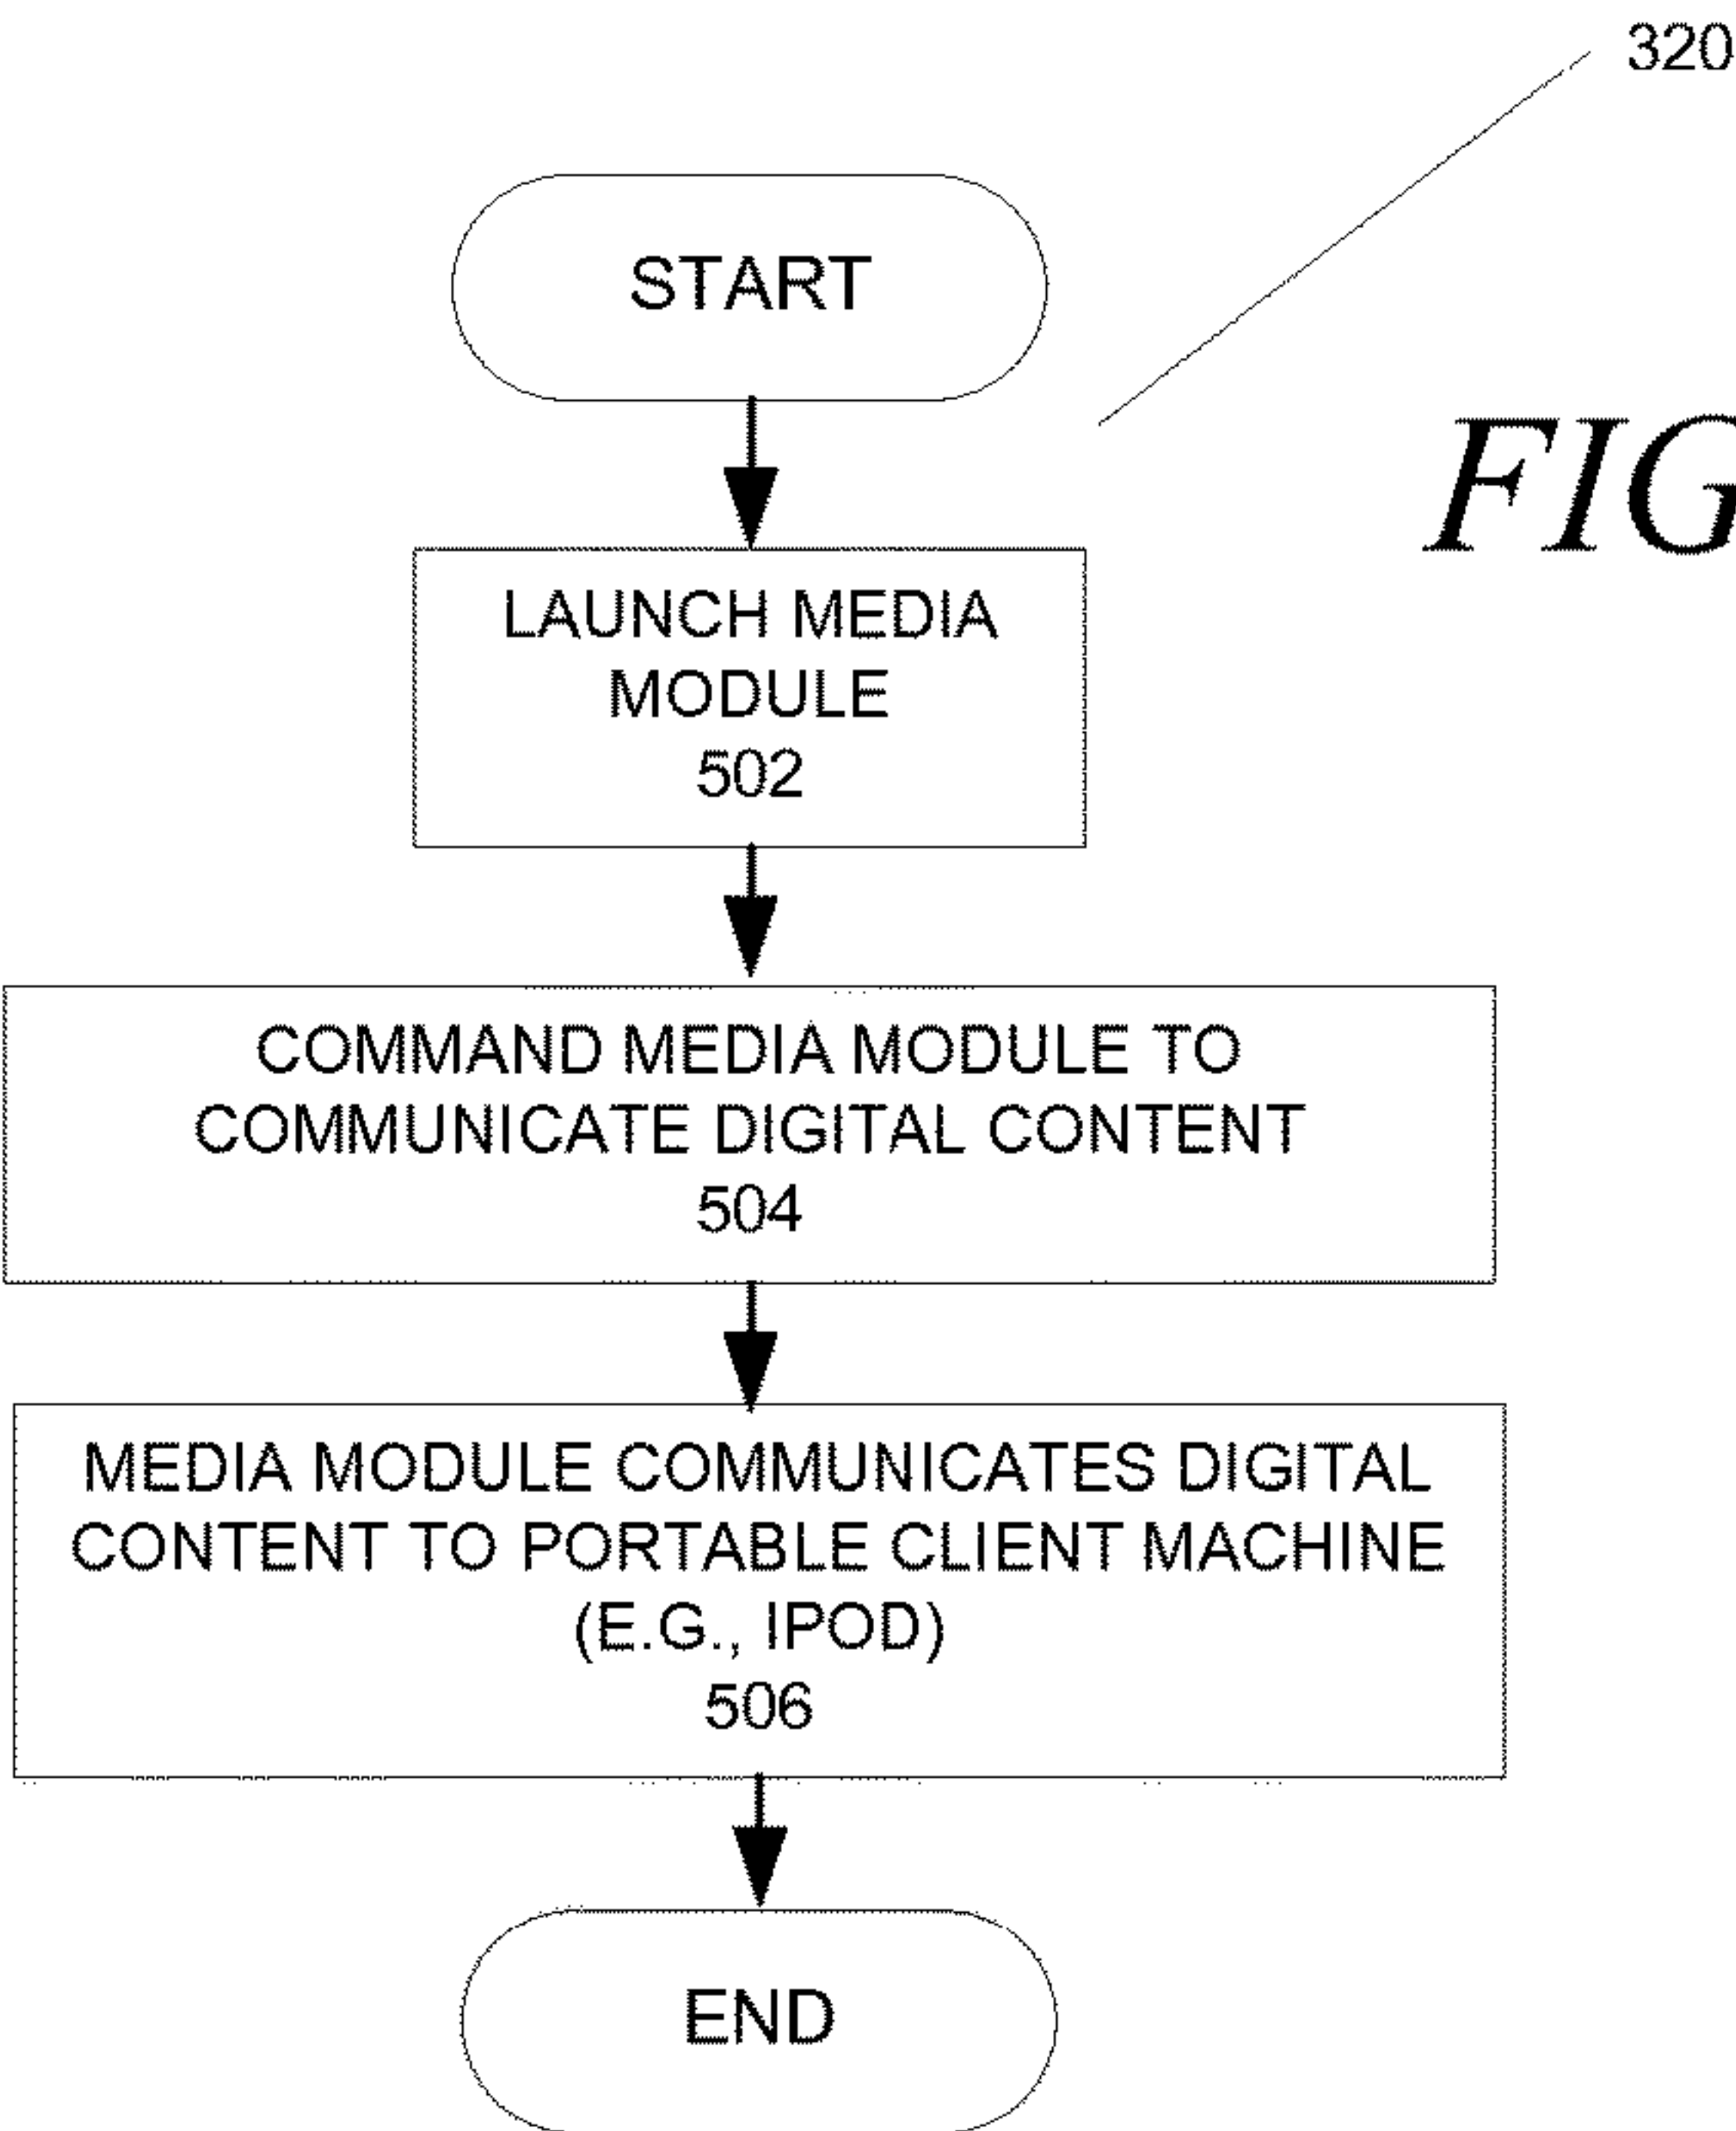 320
START
FIG
LAUNCH MEDIA
MODULE
502
COMMAND MEDIA MODULE TO
COMMUNICATE DIGITAL CONTENT
504
MEDIA MODULE COMMUNICATES DIGITAL
CONTENT TO PORTABLE CLIENT MACHINE
(E.G., IPOD)
506
END